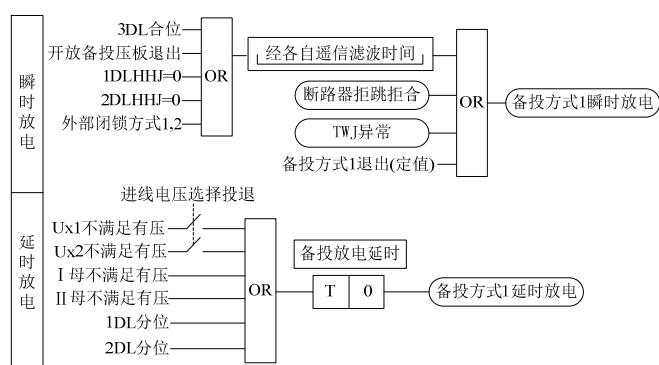 瞬时放电
3DL合位
开放备投压板退出
1DLHHJ=0
2DLHHJ=0
外部闭锁方式1,2
OR
经各自遥信滤波时间
断路器拒跳拒合
TWJ异常
备投方式1退出(定值)
OR
备投方式1瞬时放电
延时放电
进线电压选择投退
Ux1不满足有压
Ux2不满足有压
Ⅰ母不满足有压
II母不满足有压
1DL分位
2DL分位
OR
备投放电延时
T 0
备投方式1延时放电